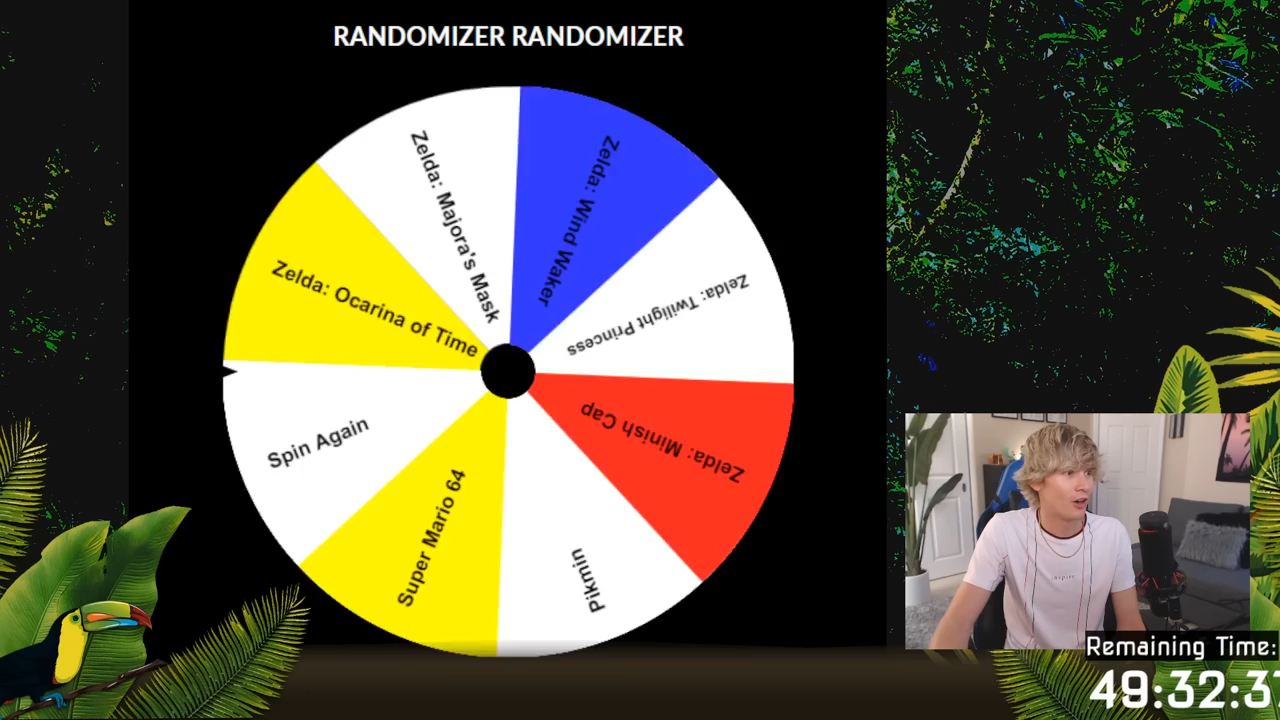 RANDOMIZER RANDOMIZER
Zelda: Wind Waker
Zelda: Majora's Mask
Zelda: Twilight Princess
Zelda: Ocarina of Time
Zelda: Minish Cap
Spin Again
Super Mario 64
Pikmin
Remaining Time:
49:32:37